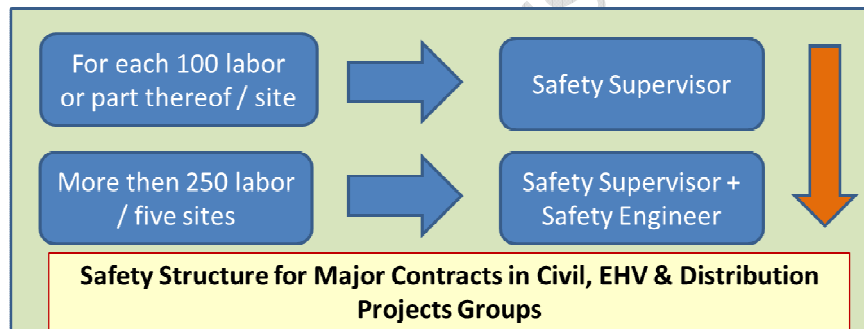 For each 100 labor
or part thereof / site
Safety Supervisor
More then 250 labor
/ five sites
Safety Supervisor +
Safety Engineer
Safety Structure for Major Contracts in Civil, EHV & Distribution
Projects Groups